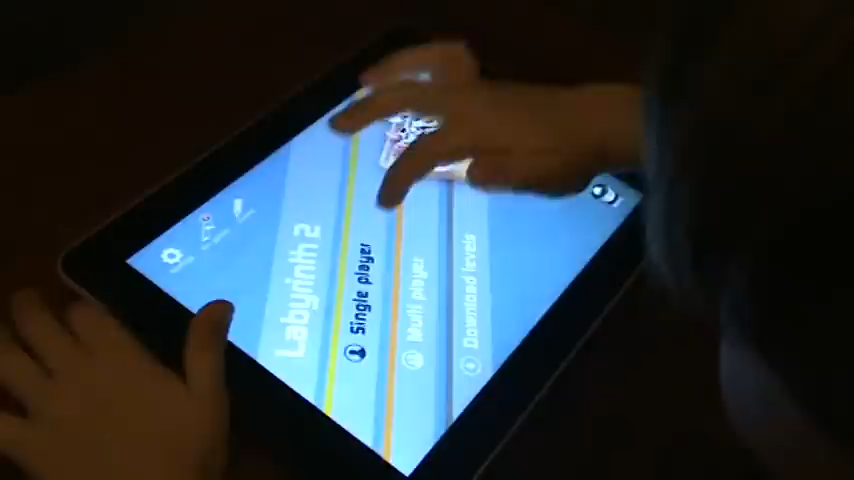 Labyrinth 2
Single player
Multi player
Download levels